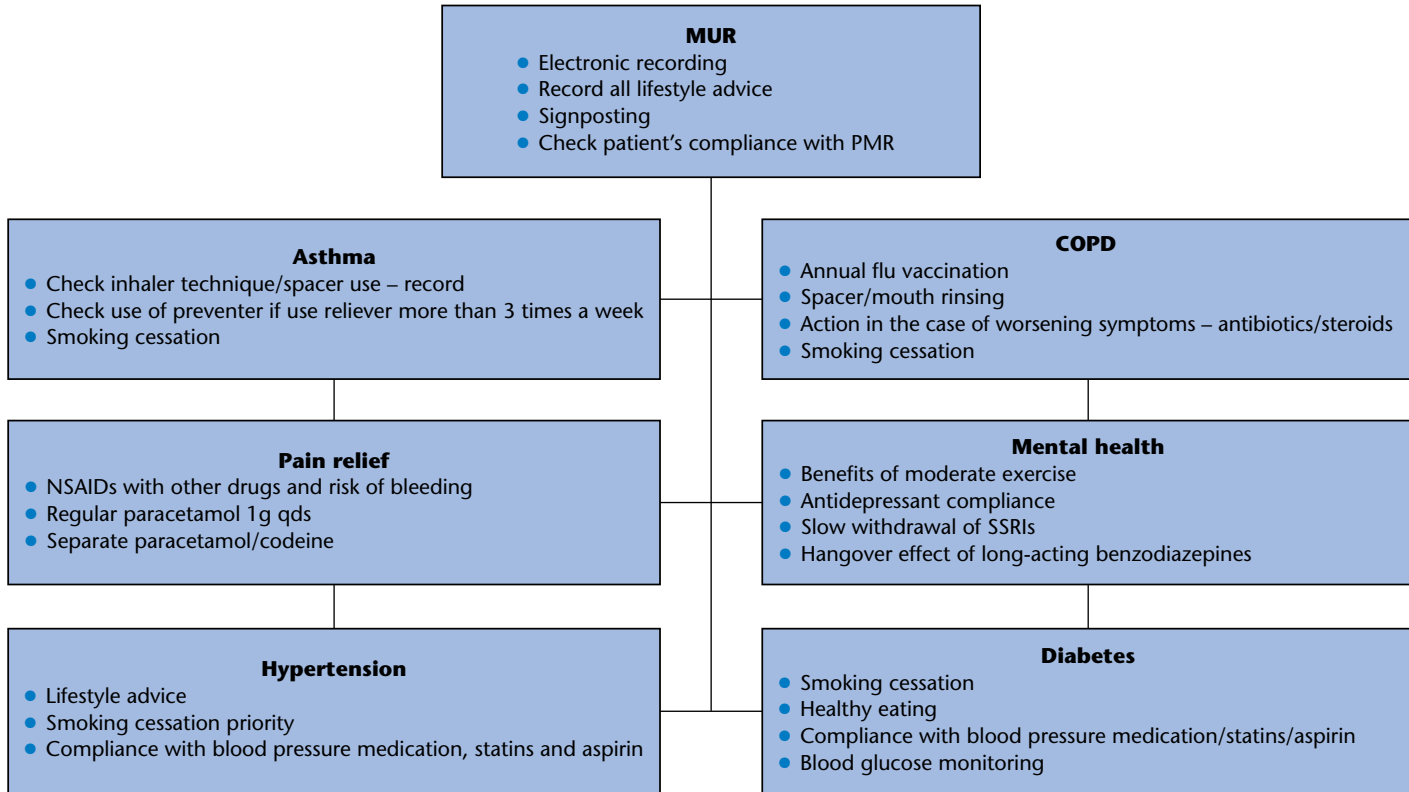 MUR
• Electronic recording
• Record all lifestyle advice
• Signposting
• Check patient’s compliance with PMR
Asthma
• Check inhaler technique/spacer use – record
• Check use of preventer if use reliever more than 3 times a week
• Smoking cessation
COPD
• Annual flu vaccination
• Spacer/mouth rinsing
• Action in the case of worsening symptoms – antibiotics/steroids
• Smoking cessation
Pain relief
• NSAIDs with other drugs and risk of bleeding
• Regular paracetamol 1g qds
• Separate paracetamol/codeine
Mental health
• Benefits of moderate exercise
• Antidepressant compliance
• Slow withdrawal of SSRIs
• Hangover effect of long-acting benzodiazepines
Hypertension
• Lifestyle advice
• Smoking cessation priority
• Compliance with blood pressure medication, statins and aspirin
Diabetes
• Smoking cessation
• Healthy eating
• Compliance with blood pressure medication/statins/aspirin
• Blood glucose monitoring